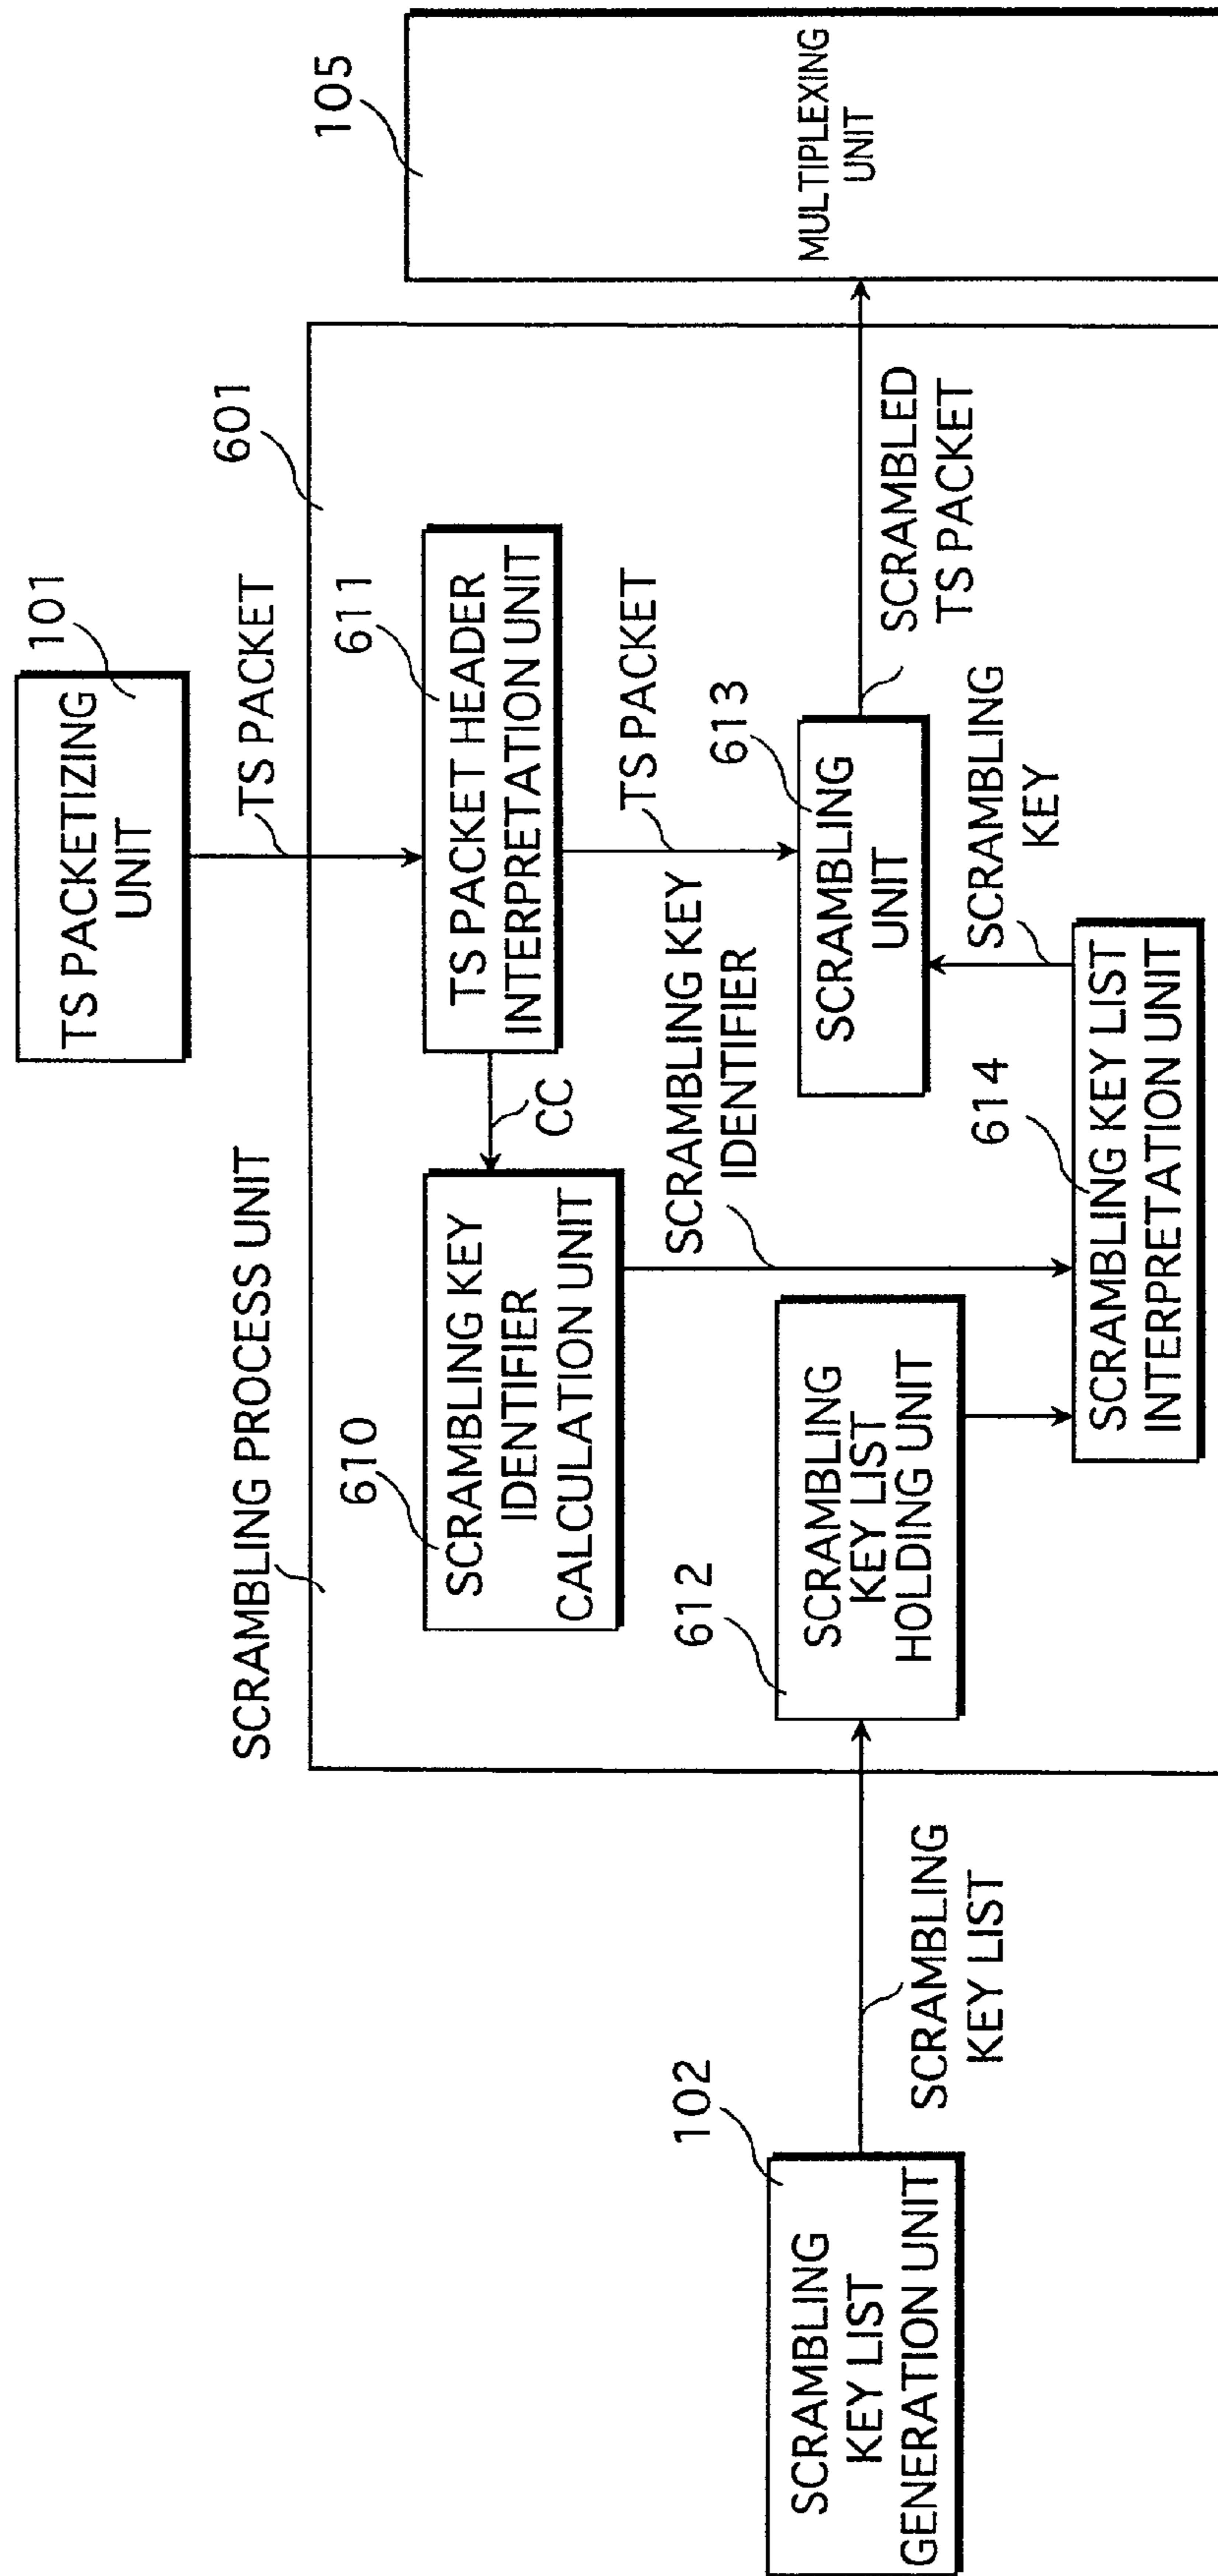 TS PACKETIZING
UNIT
101
TS PACKET
SCRAMBLING PROCESS UNIT
601
105
610
SCRAMBLING KEY
IDENTIFIER
CALCULATION UNIT
CC
611
TS PACKET HEADER
INTERPRETATION UNIT
TS PACKET
SCRAMBLING KEY
IDENTIFIER
102
SCRAMBLING
KEY LIST
GENERATION UNIT
SCRAMBLING
KEY LIST
612
SCRAMBLING
KEY LIST
HOLDING UNIT
613
SCRAMBLING
UNIT
SCRAMBLED
TS PACKET
MULTIPLEXING
UNIT
SCRAMBLING
KEY
614
SCRAMBLING KEY LIST
INTERPRETATION UNIT